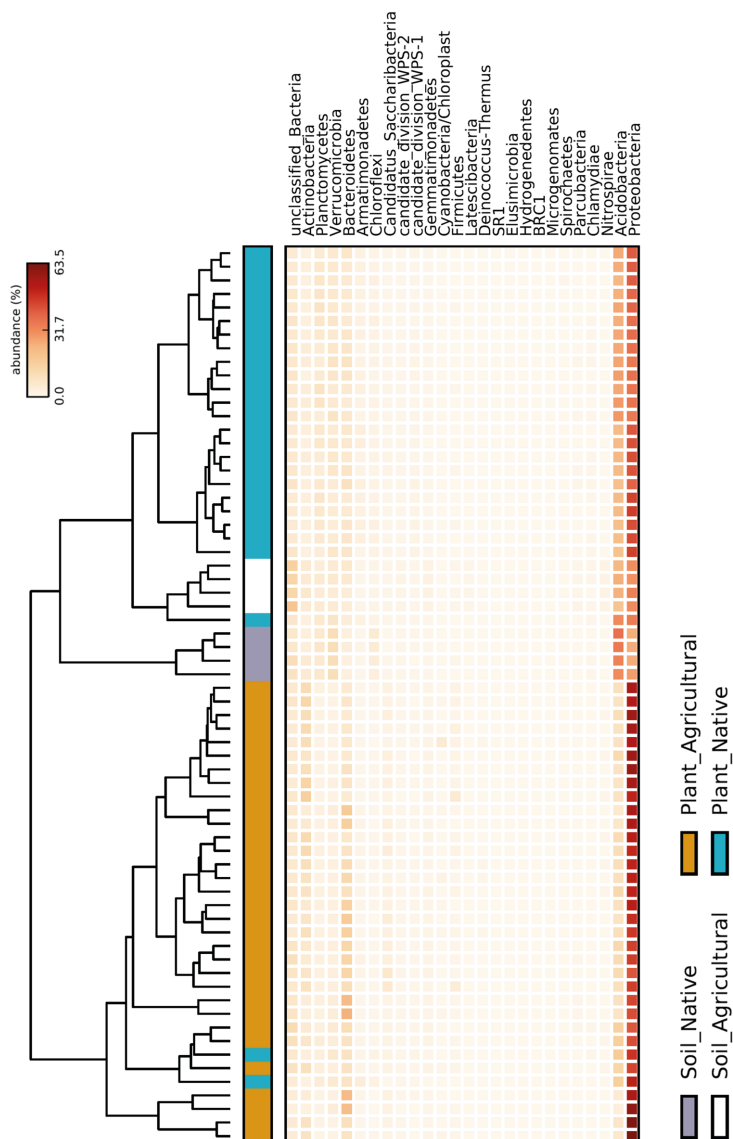 unclassified_Bacteria
Actinobacteria
Planctomycetes
Verrucomicrobia
Bacteroidetes
Armatimonadetes
Chloroflexi
Candidatus_Saccharibacteria
candidate_division_WPS-2
candidate_division_WPS-1
Gemmatimonadetes
Cyanobacteria/Chloroplast
Firmicutes
Latescibacteria
Deinococcus-Thermus
SR1
Elusimicrobia
Hydrogenedentes
BRC1
Microgenomates
Spirochaetes
Parcubacteria
Chlamydiae
Nitrospirae
Acidobacteria
Proteobacteria
abundance (%)
0.0 31.7 63.5
Soil_Native
Plant_Agricultural
Soil_Agricultural
Plant_Native